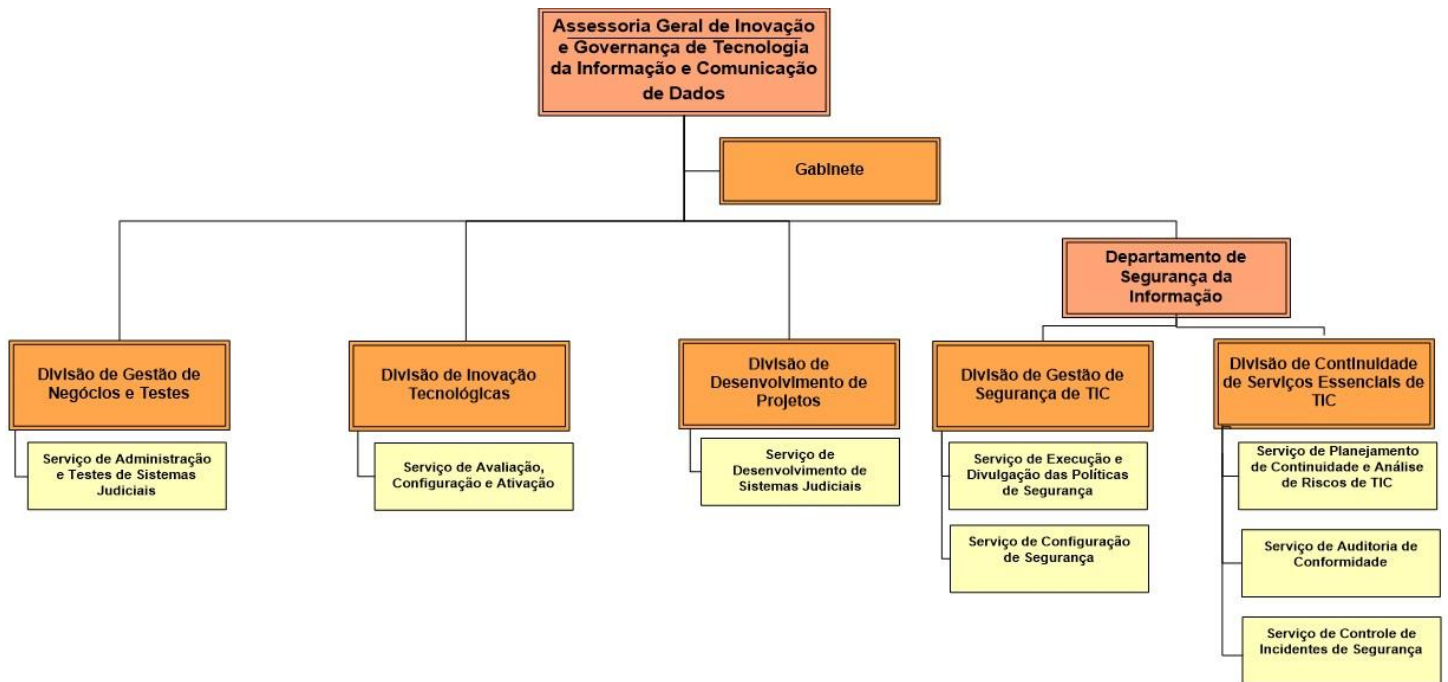 Assessoria Geral de Inovação
e Governança de Tecnologia
da Informação e Comunicação
de Dados
Gabinete
Departamento de
Segurança da
Informação
Divisão de Gestão de
Negócios e Testes
Divisão de Inovação
Tecnológicas
Divisão de
Desenvolvimento de
Projetos
Divisão de Gestão de
Segurança de TIC
Divisão de Continuidade
de Serviços Essenciais de
TIC
Serviço de Administração
e Testes de Sistemas
Judiciais
Serviço de Avaliação,
Configuração e Ativação
Serviço de
Desenvolvimento de
Sistemas Judiciais
Serviço de Execução e
Divulgação das Políticas
de Segurança
Serviço de Planejamento
de Continuidade e Análise
de Riscos de TIC
Serviço de Configuração
de Segurança
Serviço de Auditoria de
Conformidade
Serviço de Controle de
Incidentes de Segurança